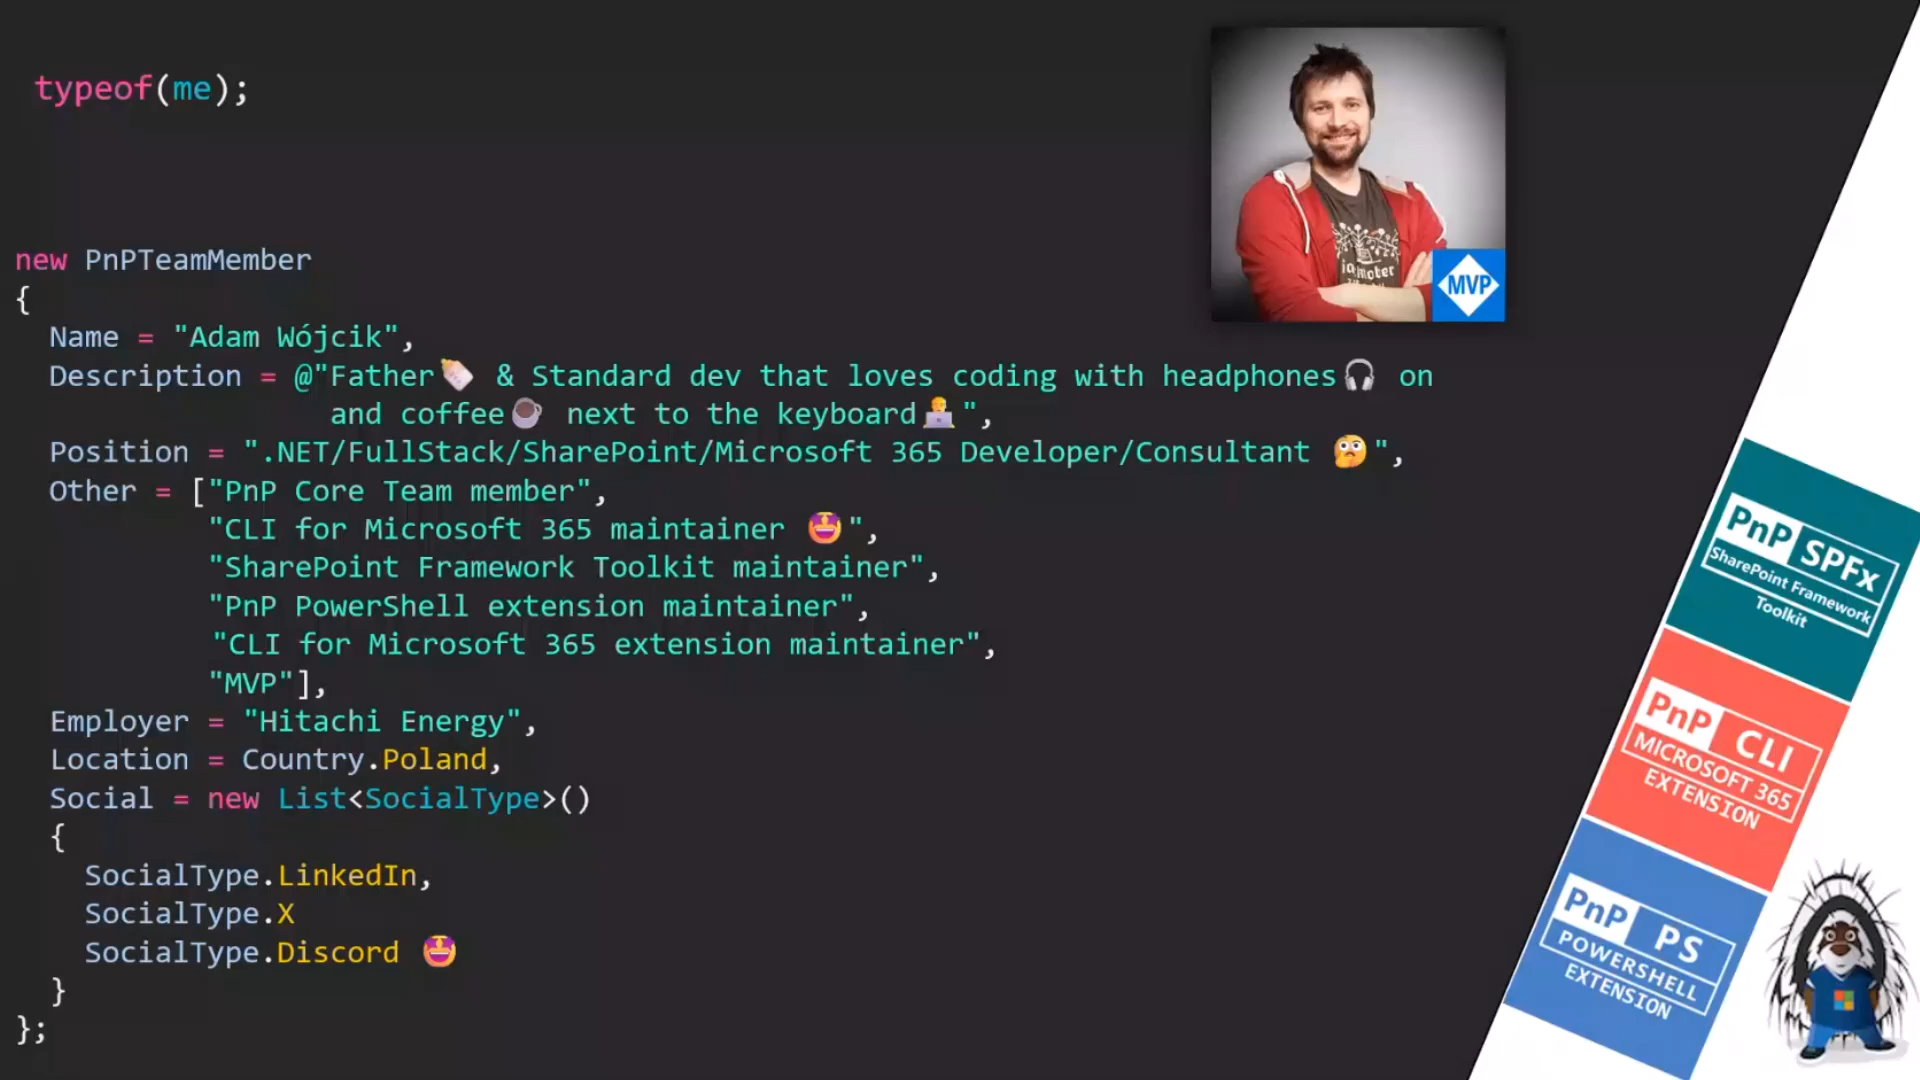 typeof(me);
MVP
new PnPTeamMember
{
Name = "Adam Wójcik",
Description = @"Father🍼 & Standard dev that loves coding with headphones🎧 on
and coffee☕ next to the keyboard🧑‍💻",
Position = ".NET/FullStack/SharePoint/Microsoft 365 Developer/Consultant 🤔",
Other = ["PnP Core Team member",
"CLI for Microsoft 365 maintainer 🤩",
"SharePoint Framework Toolkit maintainer",
"PnP PowerShell extension maintainer",
"CLI for Microsoft 365 extension maintainer",
"MVP"],
Employer = "Hitachi Energy",
Location = Country.Poland,
Social = new List<SocialType>()
{
SocialType.LinkedIn,
SocialType.X
SocialType.Discord 🤩
}
};
PnP SPFx
SharePoint Framework
Toolkit
PnP CLI
MICROSOFT 365
EXTENSION
PnP PS
POWERSHELL
EXTENSION